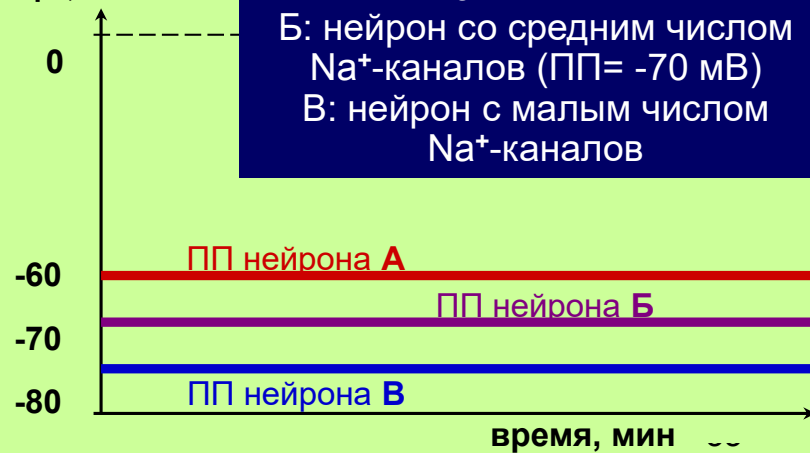 Б: нейрон со средним числом
Na⁺-каналов (ПП= -70 мВ)
В: нейрон с малым числом
Na⁺-каналов
0
ПП нейрона А
-60
ПП нейрона Б
-70
ПП нейрона В
-80
время, мин